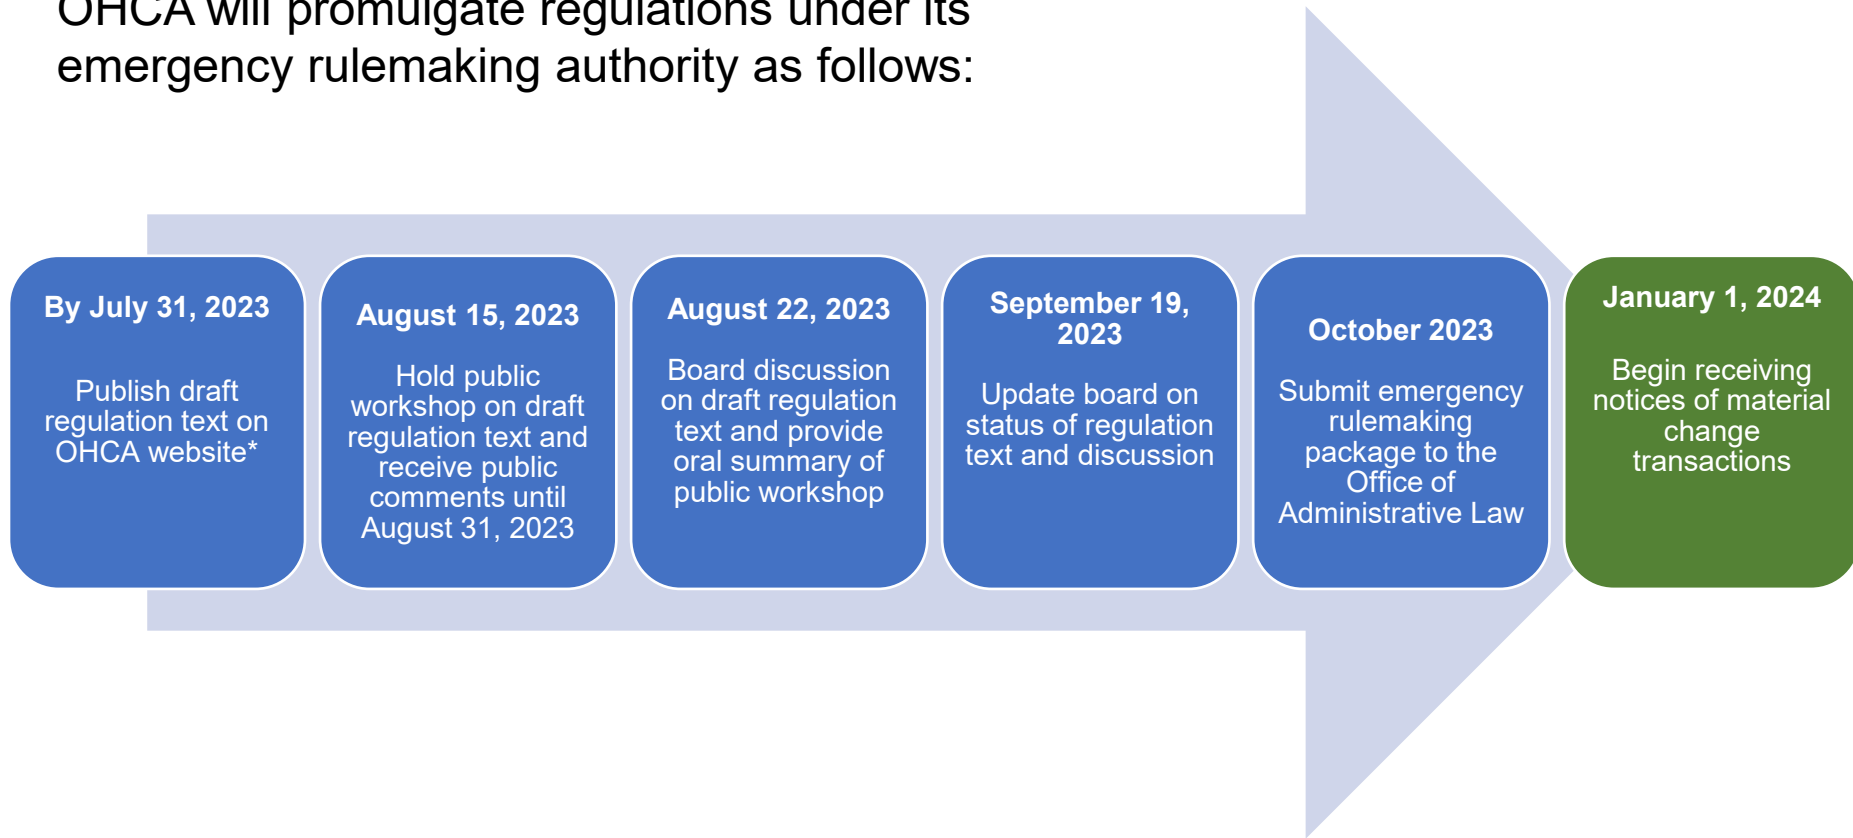 OHCA will promulgate regulations under its
emergency rulemaking authority as follows:
By July 31, 2023
Publish draft
regulation text on
OHCA website*
August 15, 2023
Hold public
workshop on draft
regulation text and
receive public
comments until
August 31, 2023
August 22, 2023
Board discussion
on draft regulation
text and provide
oral summary of
public workshop
September 19,
2023
Update board on
status of regulation
text and discussion
October 2023
Submit emergency
rulemaking
package to the
Office of
Administrative Law
January 1, 2024
Begin receiving
notices of material
change
transactions